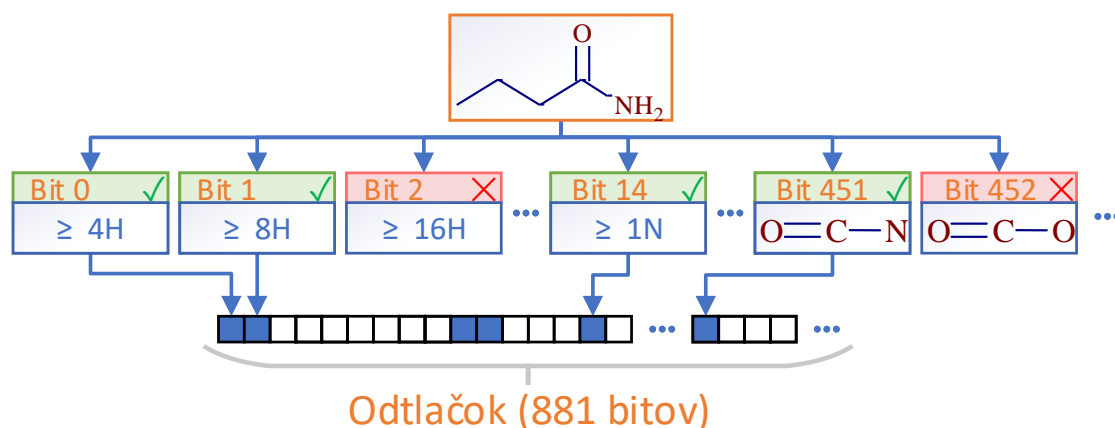 O
NH2
Bit 0 ✓
Bit 1 ✓
Bit 2 ✗
Bit 14 ✓
Bit 451 ✓
Bit 452 ✗
≥ 4H
≥ 8H
≥ 16H
...
≥ 1N
...
O=C-N
O=C-O
...
...
...
Odtlačok (881 bitov)